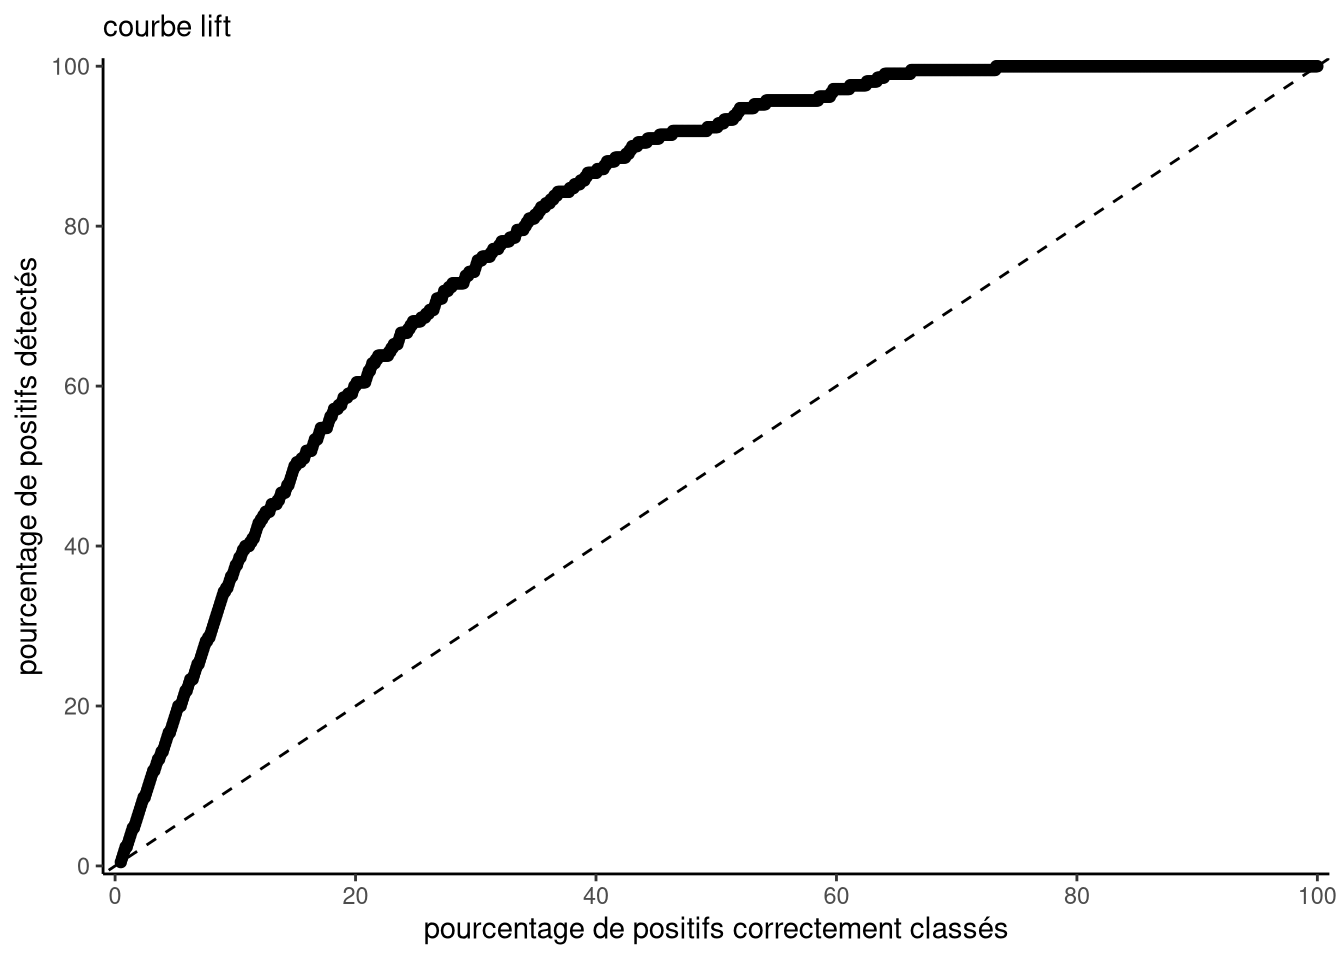 courbe lift
100
80
60
40
20
0
pourcentage de positifs détectés
0 20 40 60 80 100
pourcentage de positifs correctement classés